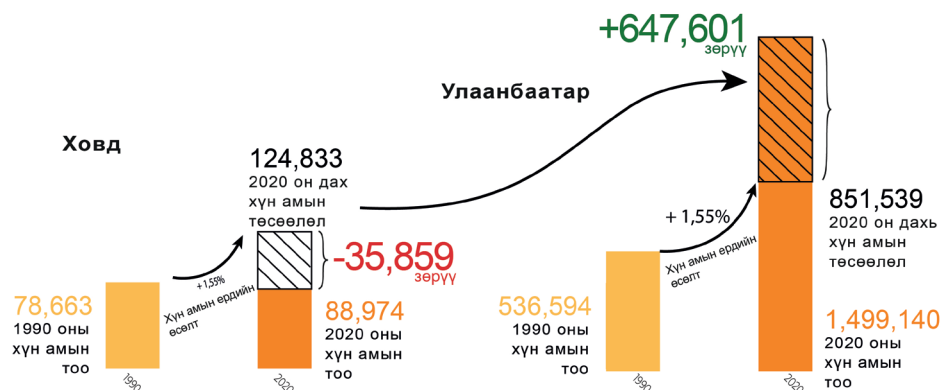 Ховд
124,833
2020 он дах
хүн амын
төсөөлөл
-35,859
зөрүү
+ 1,55%
Хүн амын ердийн
өсөлт
78,663
1990 оны
хүн амын
тоо
88,974
2020 оны
хүн амын
тоо
1990
2020
Улаанбаатар
+647,601
зөрүү
+ 1,55%
Хүн амын ердийн
өсөлт
536,594
1990 оны
хүн амын
тоо
851,539
2020 он дахь
хүн амын
төсөөлөл
1,499,140
2020 оны
хүн амын
тоо
1990
2020